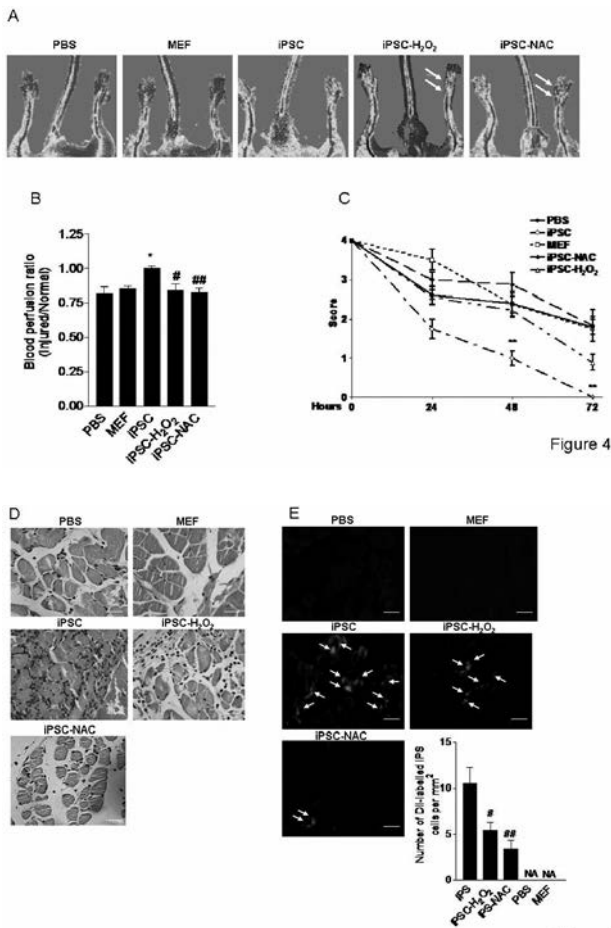 A
PBS
MEF
iPSC
iPSC-H₂O₂
iPSC-NAC
B
Blood perfusion ratio
(Injured/Normal)
1.25
1.00
0.75
0.50
0.25
0.00
*
#
##
PBS
MEF
iPSC
iPSC-H₂O₂
iPSC-NAC
C
PBS
iPSC
MEF
iPSC-NAC
iPSC-H₂O₂
Score
4
3
2
1
0
**
**
Hours
0
24
48
72
Figure 4
D
PBS
MEF
iPSC
iPSC-H₂O₂
iPSC-NAC
E
PBS
MEF
iPSC
iPSC-H₂O₂
iPSC-NAC
Number of DiI-labelled iPS
cells per mm²
15
10
5
0
#
##
NA NA
iPS
iPSC-H₂O₂
iPS-NAC
PBS
MEF